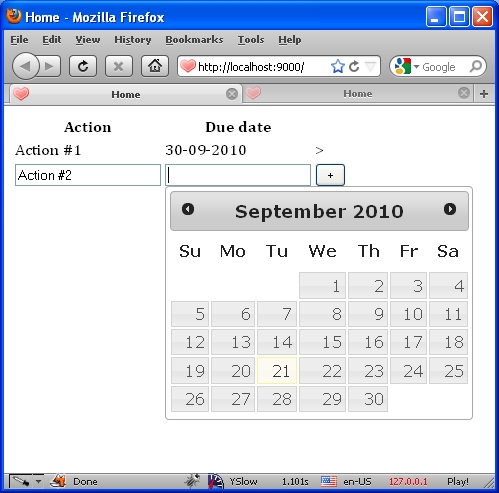 Home - Mozilla Firefox
File Edit View History Bookmarks Tools Help
http://localhost:9000/ Google
Home Home
Action Due date
Action #1 30-09-2010 >
Action #2 +
September 2010
Su Mo Tu We Th Fr Sa
1 2 3 4
5 6 7 8 9 10 11
12 13 14 15 16 17 18
19 20 21 22 23 24 25
26 27 28 29 30
Done YSlow 1.101s en-US 127.0.0.1 Play!